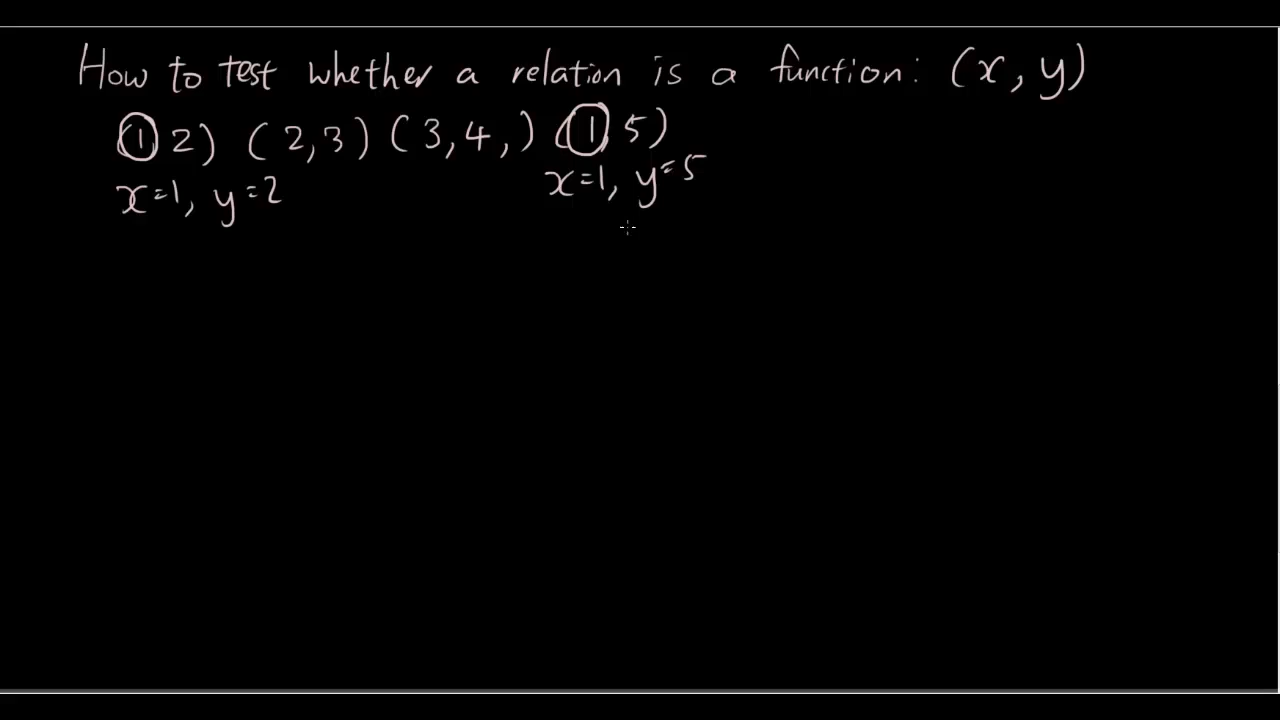 How to test whether a relation is a function: (x, y)
(1, 2) (2,3) (3,4,) (1, 5)
x=1, y=2 x=1, y=5